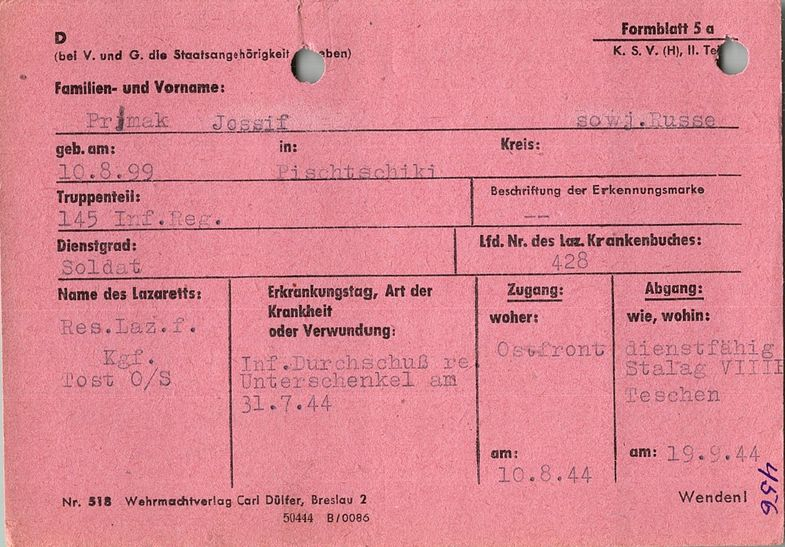 D
Formblatt 5 a
(bei V. und G. die Staatsangehörigkeit
K. S. V. (H), II.
Familien- und Vorname:
Primak Jossif sowj.Russe
geb. am: in: Kreis:
10.8.99 Pischtschiki
Truppenteil: Beschriftung der Erkennungsmarke
145 Inf.Reg. --
Dienstgrad: Lfd. Nr. des Laz. Krankenbuches:
Soldat 428
Name des Lazaretts:
Res.Laz.f.
Kgf.
Tost O/S
Erkrankungstag, Art der
Krankheit
oder Verwundung:
Inf.Durchschuß re.
Unterschenkel am
31.7.44
Zugang:
woher:
Ostfront
am:
10.8.44
Abgang:
wie, wohin:
dienstfähig
Stalag
Teschen
am: 19.9.44
456
Nr. 518 Wehrmachtverlag Carl Dülfer, Breslau 2
Wenden!
50444 B/0086